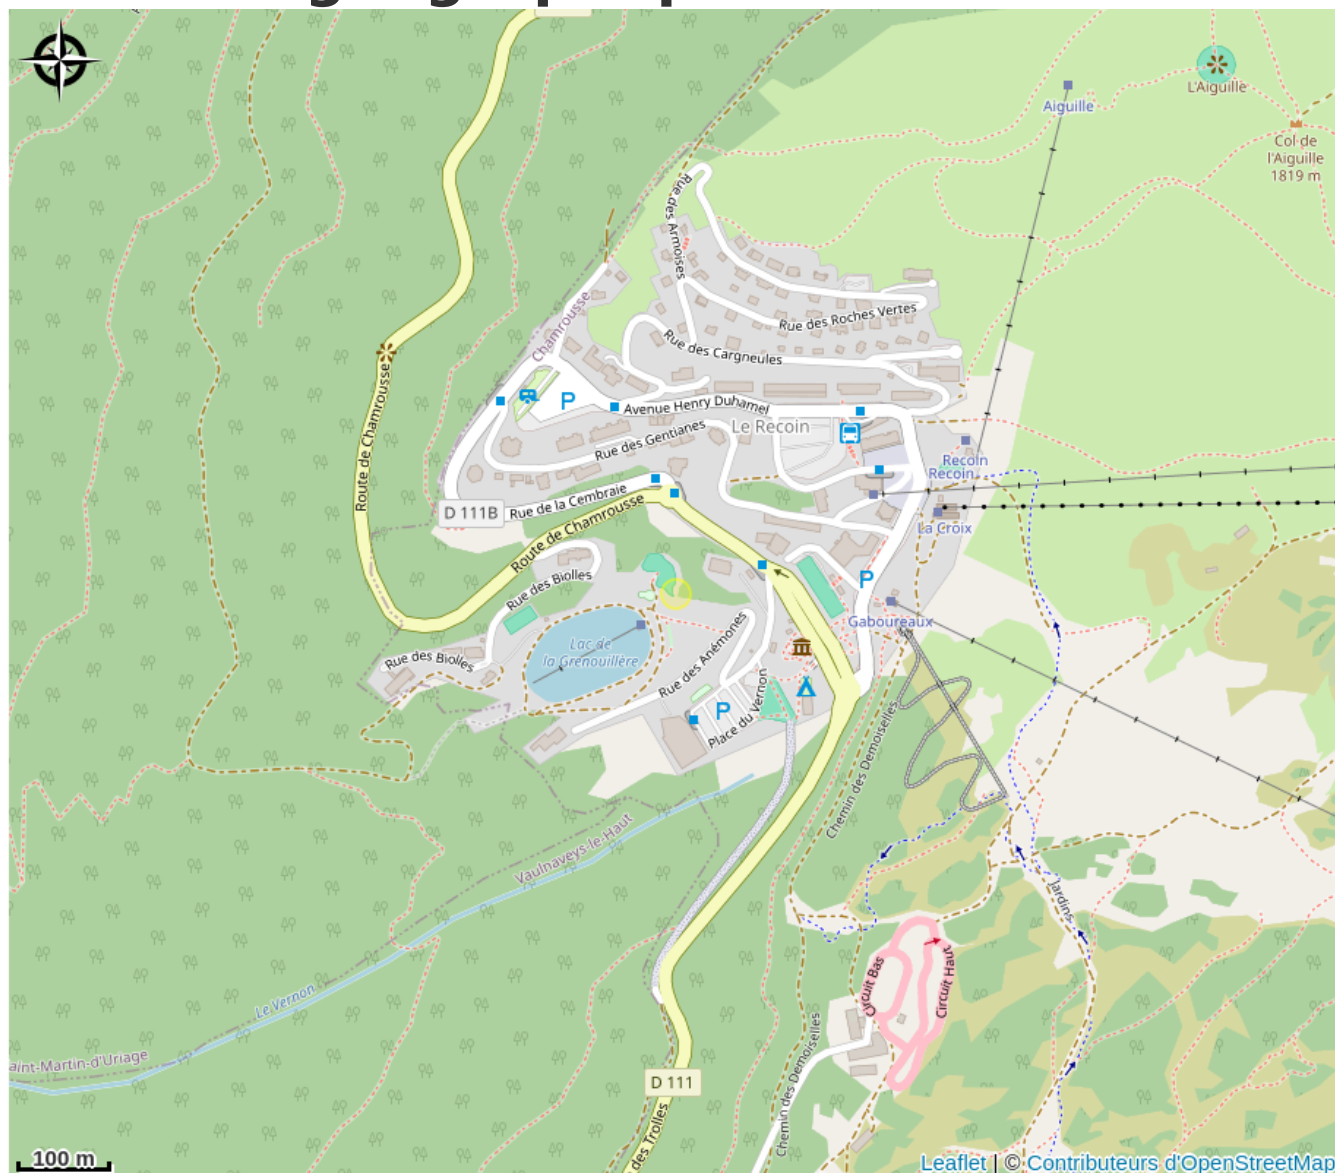 L'Aiguille
Aiguille
Col de
l'Aiguille
1819 m
Rue des Armoises
Chamrousse
Rue des Roches Vertes
Rue des Cargneules
Route de Chamrousse
Avenue Henry Duhamel
P
Le Recoin
Rue des Gentianes
Recoin
Recoin
D 111B
Rue de la Cembraie
Route de Chamrousse
La Croix
P
Rue des Biolles
Gaboureaux
Lac de
la Grenouillère
Rue des Anémones
Rue des Biolles
P
Place du Vernon
Chemin des Demoiselles
Vaulnaveys-le-Haut
Jardins
Circuit Bas
Circuit Haut
Le Vernon
aint-Martin-d'Uriage
Chemin des Demoiselles
D 111
des Trolles
100 m
Leaflet | © Contributeurs d'OpenStreetMap